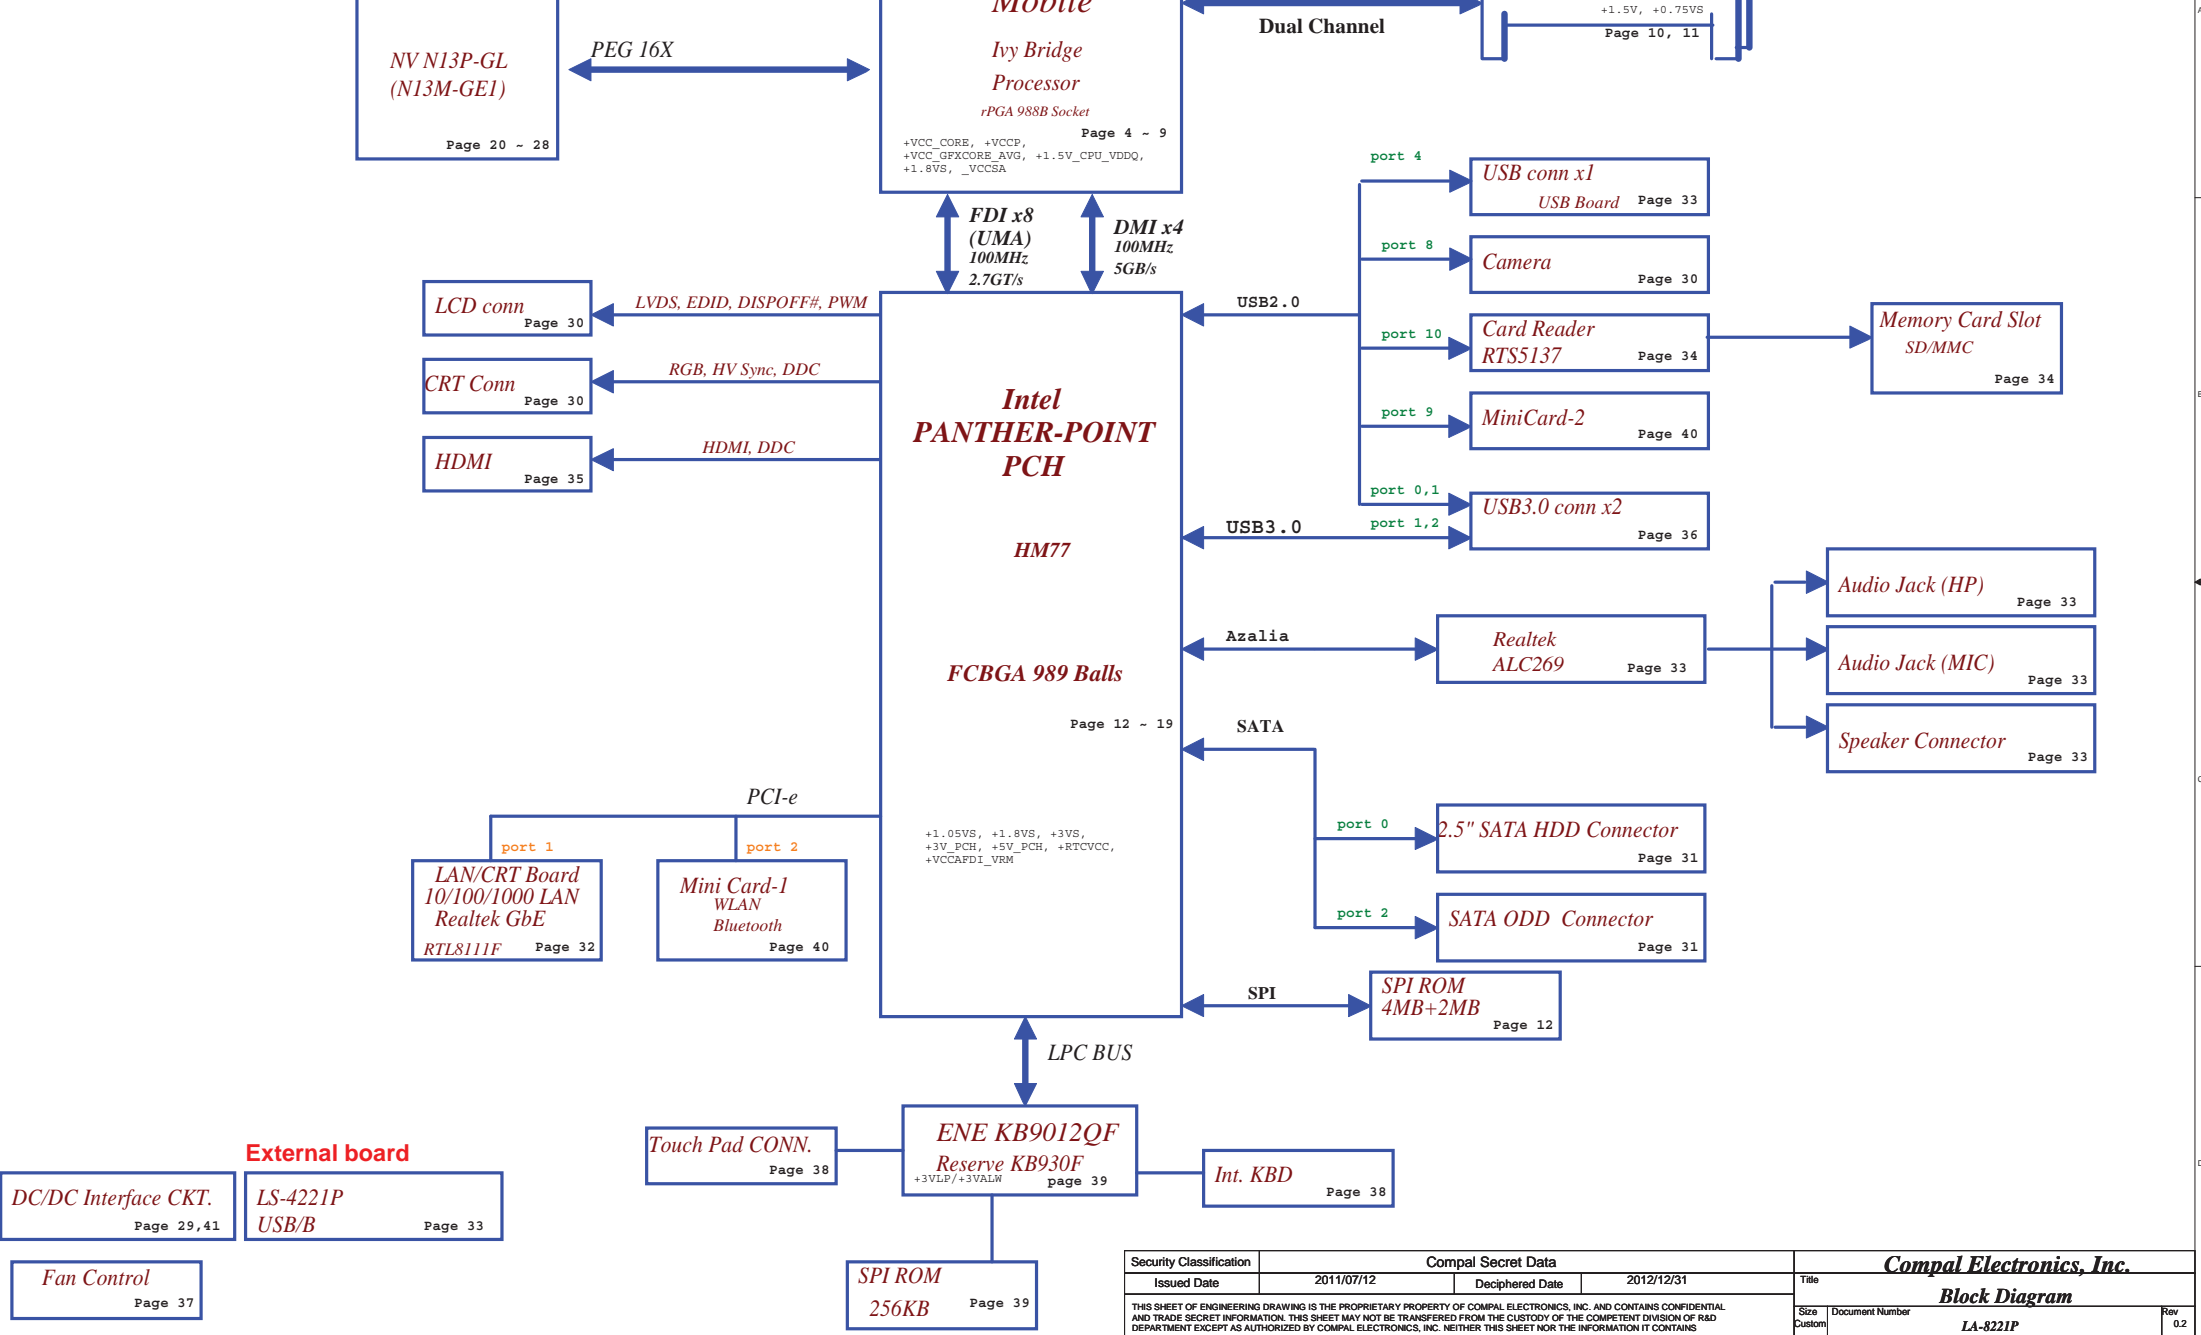 Mobile
Ivy Bridge
Processor
rPGA 988B Socket
Page 4 ~ 9
+VCC_CORE, +VCCP,
+VCC_GFXCORE_AVG, +1.5V_CPU_VDDQ,
+1.8VS, _VCCSA
NV N13P-GL
(N13M-GE1)
Page 20 ~ 28
PEG 16X
Dual Channel
+1.5V, +0.75VS
Page 10, 11
FDI x8
(UMA)
100MHz
2.7GT/s
DMI x4
100MHz
5GB/s
port 4
USB conn x1
USB Board Page 33
port 8
Camera
Page 30
USB2.0
port 10
Card Reader
RTS5137 Page 34
Memory Card Slot
SD/MMC
Page 34
port 9
MiniCard-2
Page 40
port 0,1
USB3.0 conn x2
Page 36
USB3.0
port 1,2
LCD conn
Page 30
LVDS, EDID, DISPOFF#, PWM
CRT Conn
Page 30
RGB, HV Sync, DDC
HDMI
Page 35
HDMI, DDC
Intel
PANTHER-POINT
PCH
HM77
FCBGA 989 Balls
Page 12 ~ 19
+1.05VS, +1.8VS, +3VS,
+3V_PCH, +5V_PCH, +RTCVCC,
+VCCAFDI_VRM
Azalia
Realtek
ALC269 Page 33
Audio Jack (HP)
Page 33
Audio Jack (MIC)
Page 33
Speaker Connector
Page 33
SATA
port 0
2.5" SATA HDD Connector
Page 31
port 2
SATA ODD Connector
Page 31
PCI-e
port 1
LAN/CRT Board
10/100/1000 LAN
Realtek GbE
RTL8111F Page 32
port 2
Mini Card-1
WLAN
Bluetooth
Page 40
SPI
SPI ROM
4MB+2MB
Page 12
LPC BUS
ENE KB9012QF
Reserve KB930F
+3VLP/+3VALW page 39
Touch Pad CONN.
Page 38
Int. KBD
Page 38
SPI ROM
256KB Page 39
External board
DC/DC Interface CKT.
Page 29,41
LS-4221P
USB/B Page 33
Fan Control
Page 37
Security Classification Compal Secret Data
Issued Date 2011/07/12 Deciphered Date 2012/12/31
THIS SHEET OF ENGINEERING DRAWING IS THE PROPRIETARY PROPERTY OF COMPAL ELECTRONICS, INC. AND CONTAINS CONFIDENTIAL
AND TRADE SECRET INFORMATION. THIS SHEET MAY NOT BE TRANSFERED FROM THE CUSTODY OF THE COMPETENT DIVISION OF R&D
DEPARTMENT EXCEPT AS AUTHORIZED BY COMPAL ELECTRONICS, INC. NEITHER THIS SHEET NOR THE INFORMATION IT CONTAINS
Compal Electronics, Inc.
Title
Block Diagram
Size Document Number Rev
Custom LA-8221P 0.2